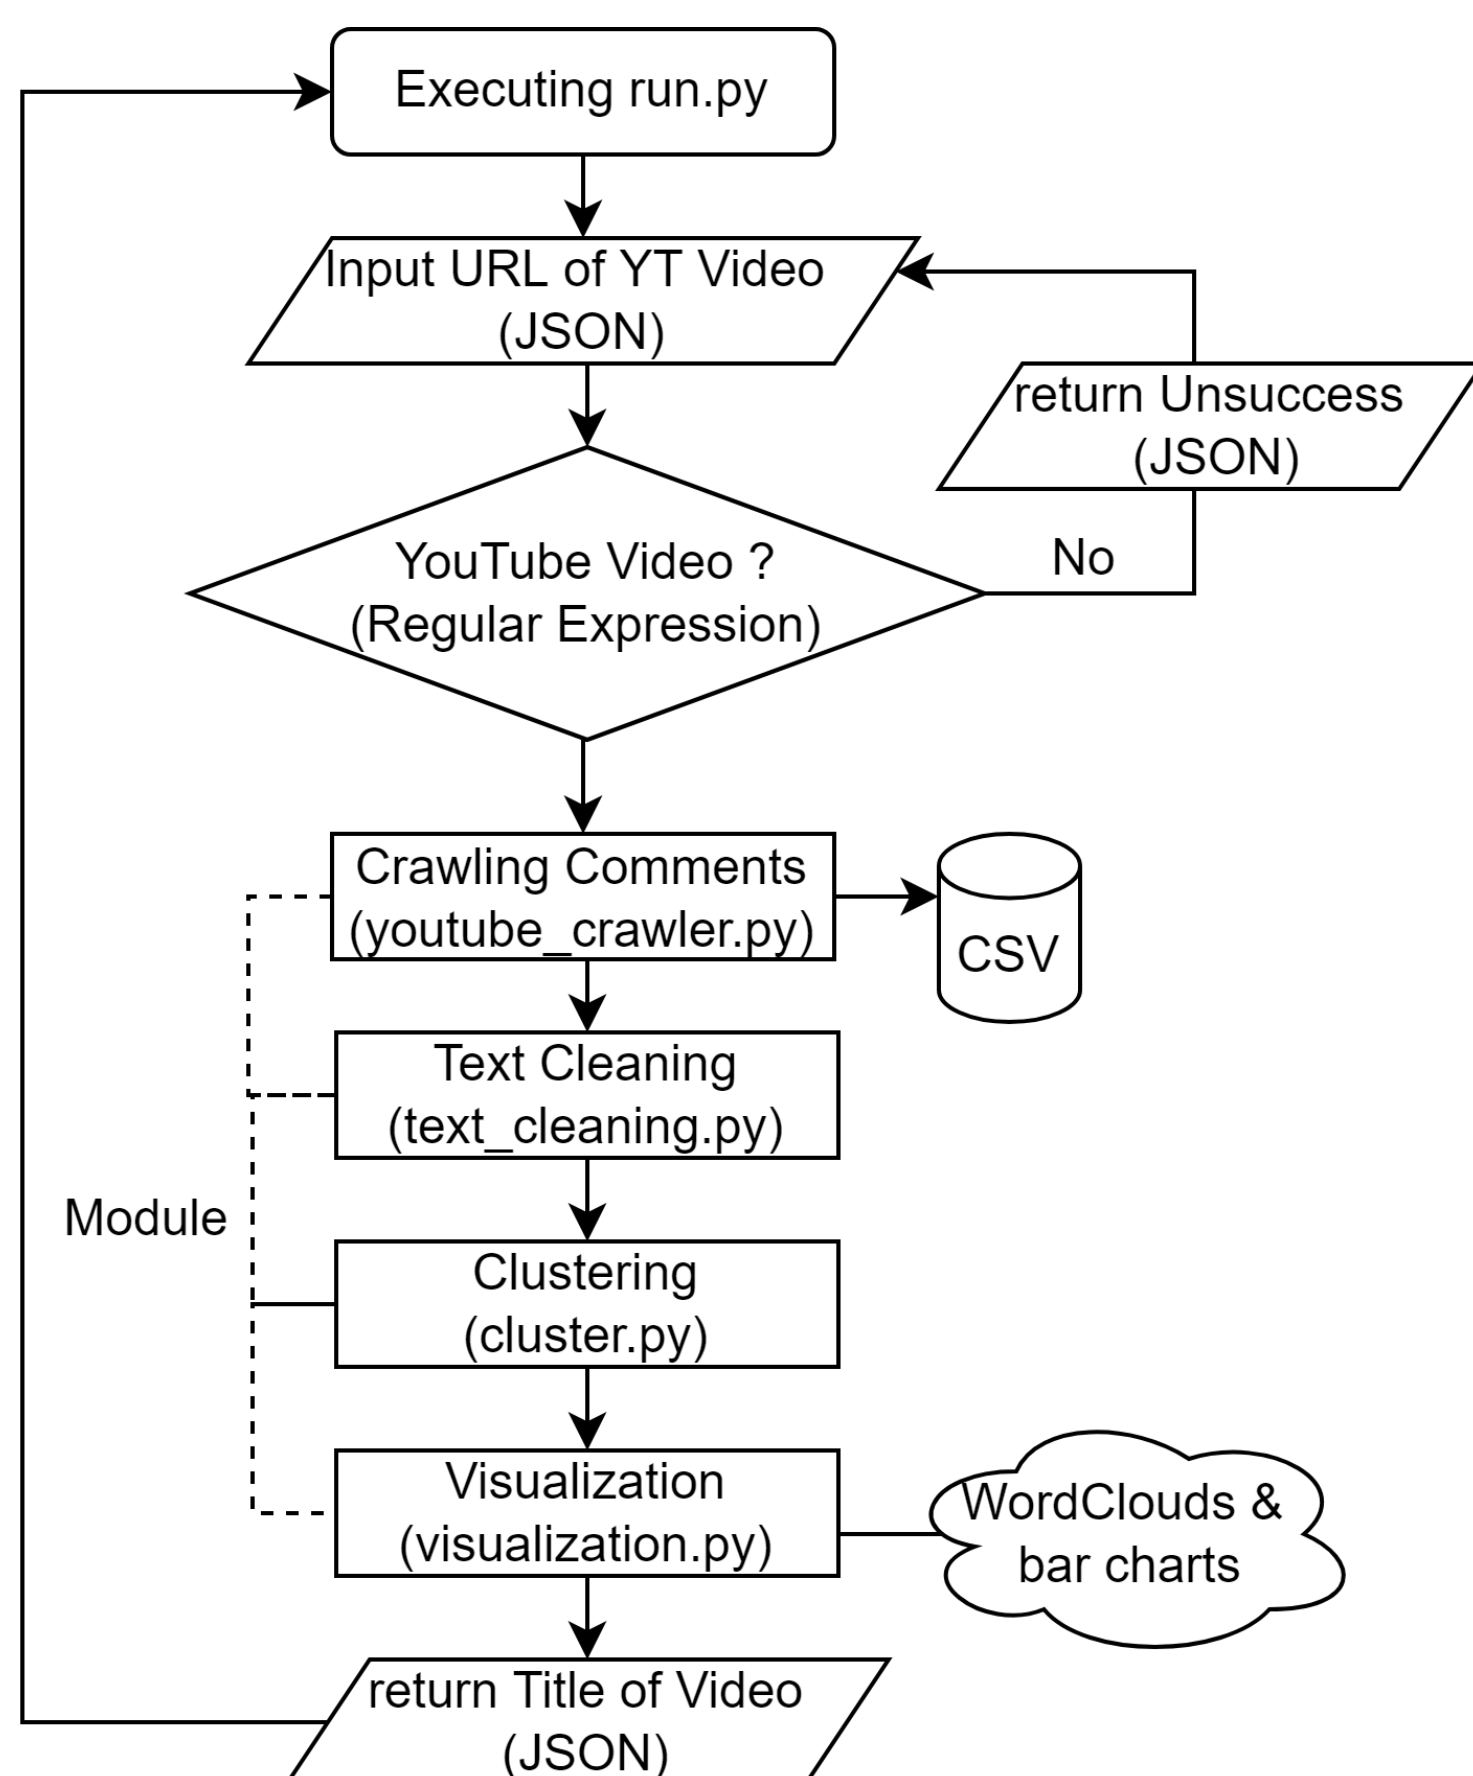 Executing run.py
Input URL of YT Video
(JSON)
return Unsuccess
(JSON)
YouTube Video ?
(Regular Expression)
No
Crawling Comments
(youtube_crawler.py)
CSV
Text Cleaning
(text_cleaning.py)
Module
Clustering
(cluster.py)
Visualization
(visualization.py)
WordClouds &
bar charts
return Title of Video
(JSON)